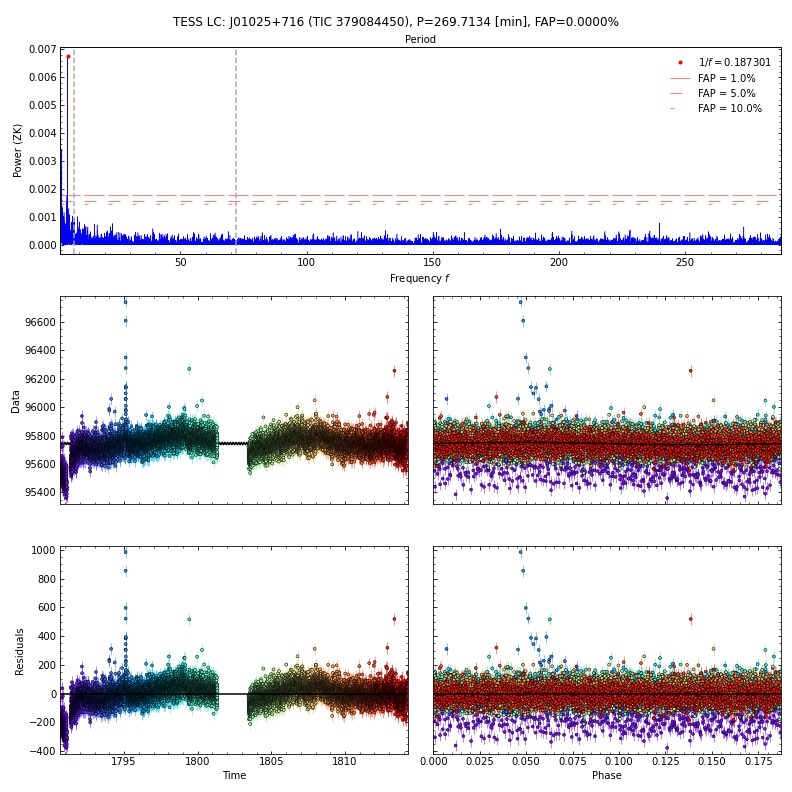 TESS LC: J01025+716 (TIC 379084450), P=269.7134 [min], FAP=0.0000%
Period
0.007
0.006
0.005
0.004
0.003
0.002
0.001
0.000
Power (ZK)
1/f = 0.187301
FAP = 1.0%
FAP = 5.0%
FAP = 10.0%
50 100 150 200 250
Frequency f
96600
96400
96200
96000
95800
95600
95400
Data
1000
800
600
400
200
0
−200
−400
Residuals
1795 1800 1805 1810
Time
0.000 0.025 0.050 0.075 0.100 0.125 0.150 0.175
Phase